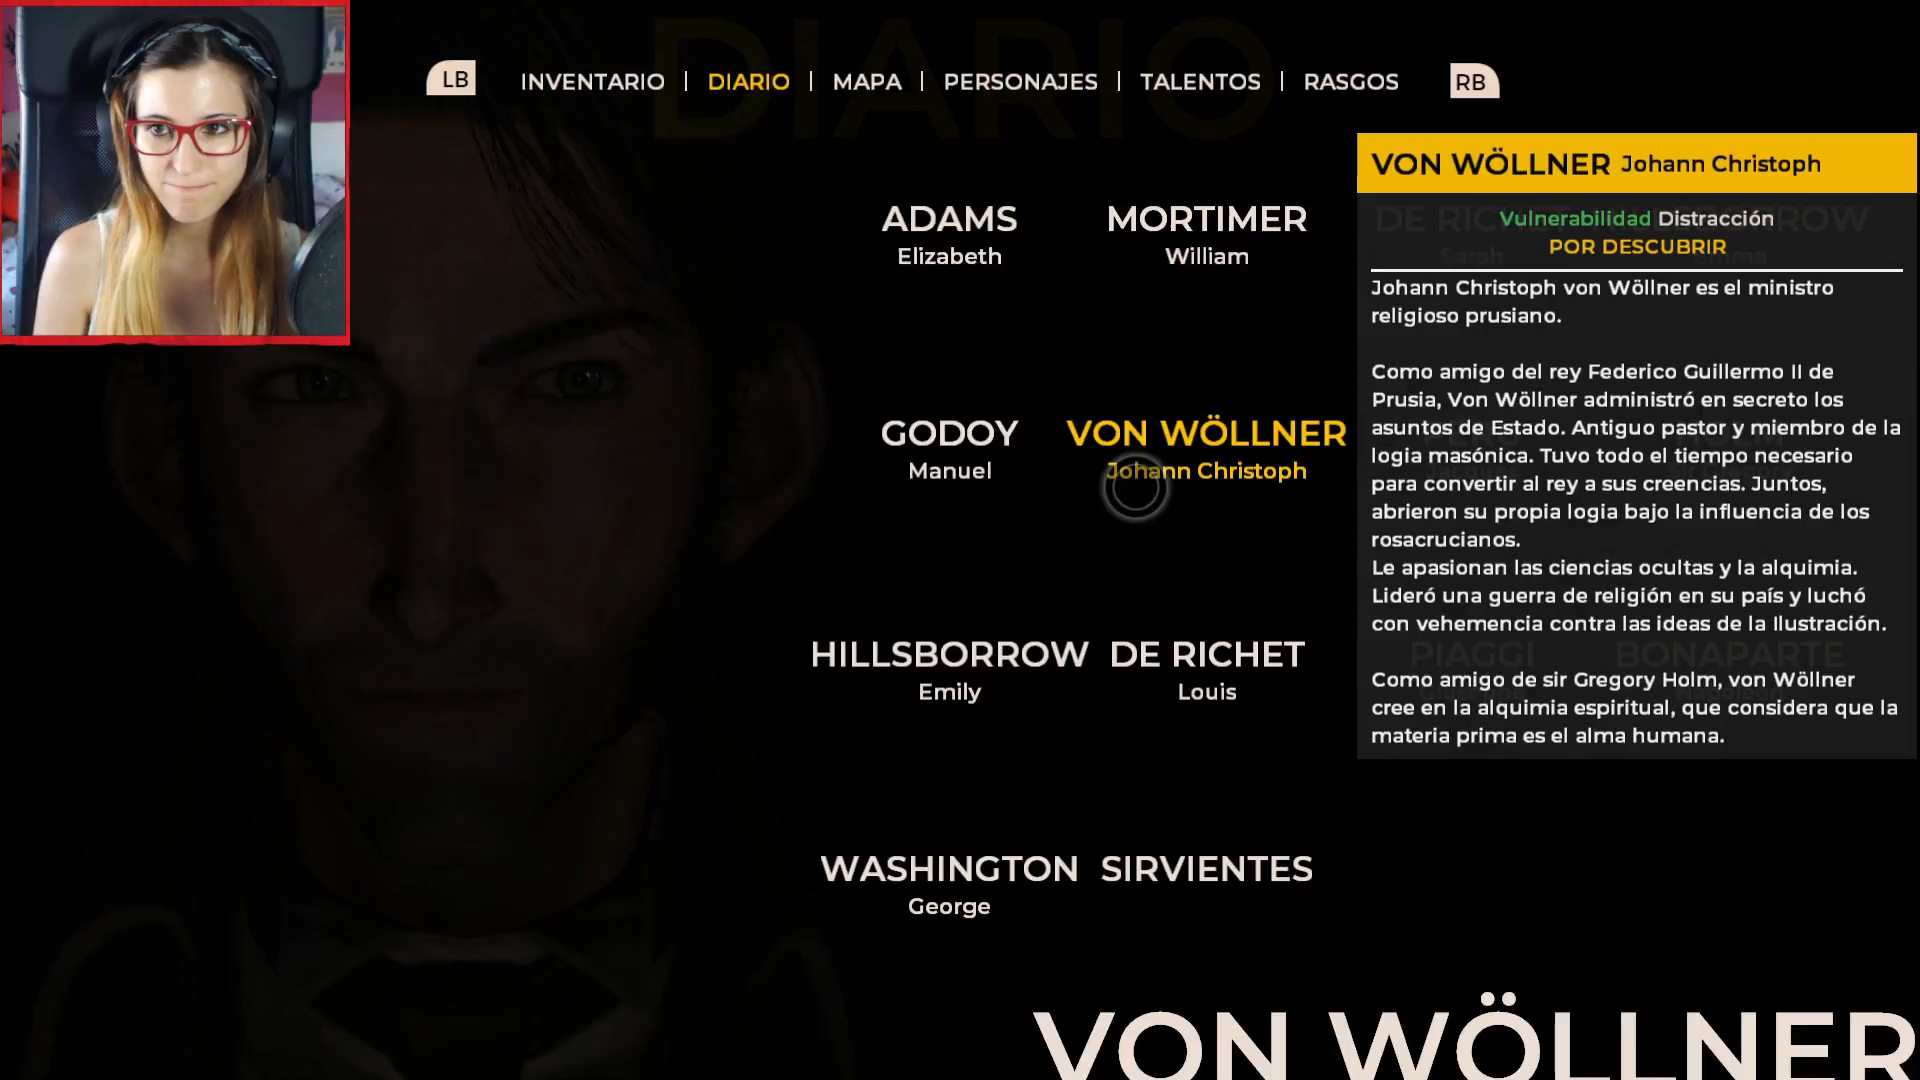 DIARIO
LB INVENTARIO | DIARIO | MAPA | PERSONAJES | TALENTOS | RASGOS RB
ADAMS
Elizabeth
MORTIMER
William
GODOY
Manuel
VON WÖLLNER
Johann Christoph
HILLSBORROW
Emily
DE RICHET
Louis
WASHINGTON
George
SIRVIENTES
VON WÖLLNER Johann Christoph
Vulnerabilidad Distracción
POR DESCUBRIR
Johann Christoph von Wöllner es el ministro
religioso prusiano.
Como amigo del rey Federico Guillermo II de
Prusia, Von Wöllner administró en secreto los
asuntos de Estado. Antiguo pastor y miembro de la
logia masónica. Tuvo todo el tiempo necesario
para convertir al rey a sus creencias. Juntos,
abrieron su propia logia bajo la influencia de los
rosacrucianos.
Le apasionan las ciencias ocultas y la alquimia.
Lideró una guerra de religión en su país y luchó
con vehemencia contra las ideas de la Ilustración.
PIAGGI
BONAPARTE
Como amigo de sir Gregory Holm, von Wöllner
cree en la alquimia espiritual, que considera que la
materia prima es el alma humana.
VON WÖLLNER